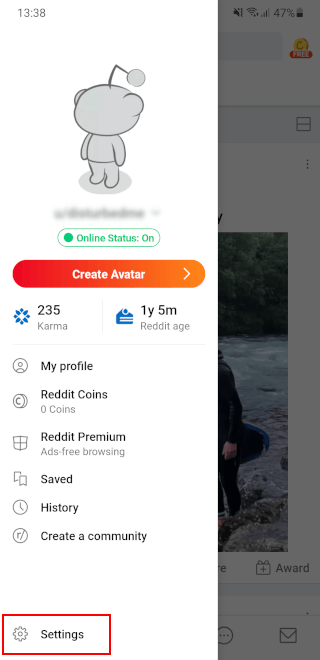 13:38
47%
FREE
Online Status: On
Create Avatar
235
Karma
1y 5m
Reddit age
My profile
Reddit Coins
0 Coins
Reddit Premium
Ads-free browsing
Saved
History
Create a community
re
Award
Settings